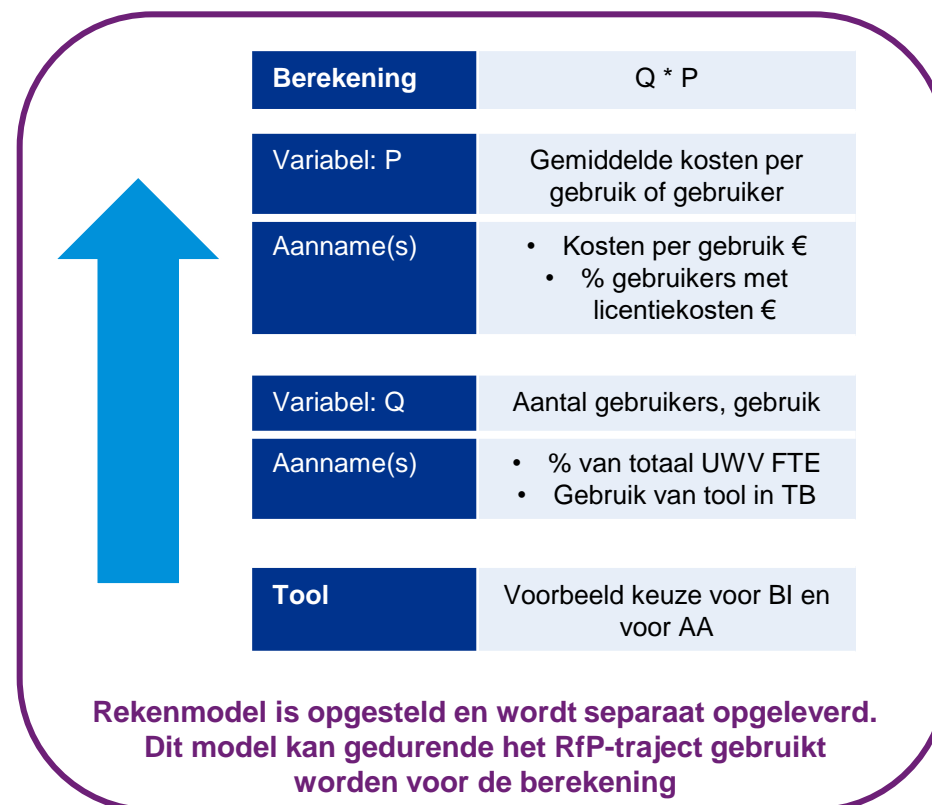 Berekening
Q * P
Variabel: P
Gemiddelde kosten per
gebruik of gebruiker
Aanname(s)
• Kosten per gebruik €
• % gebruikers met
licentiekosten €
Variabel: Q
Aantal gebruikers, gebruik
Aanname(s)
• % van totaal UWV FTE
• Gebruik van tool in TB
Tool
Voorbeeld keuze voor BI en
voor AA
Rekenmodel is opgesteld en wordt separaat opgeleverd.
Dit model kan gedurende het RfP-traject gebruikt
worden voor de berekening